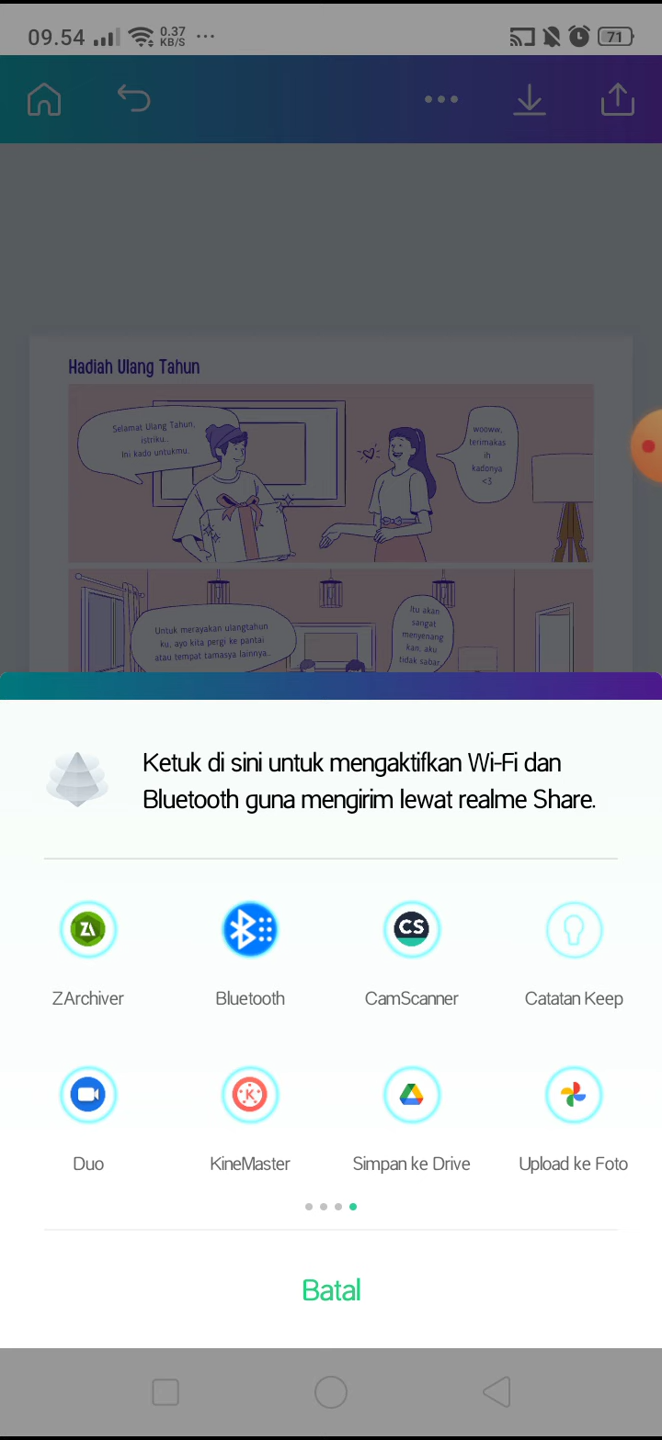 09.54
0.37
KB/S
71
Hadiah Ulang Tahun
Selamat Ulang Tahun,
istriku..
Ini kado untukmu.
wooww,
terimakas
ih
kadonya
<3
Untuk merayakan ulangtahun
ku, ayo kita pergi ke pantai
atau tempat tamasya lainnya..
Itu akan
sangat
menyenang
kan, aku
tidak sabar
Ketuk di sini untuk mengaktifkan Wi-Fi dan
Bluetooth guna mengirim lewat realme Share.
ZA
CS
ZArchiver
Bluetooth
CamScanner
Catatan Keep
K
Duo
KineMaster
Simpan ke Drive
Upload ke Foto
Batal